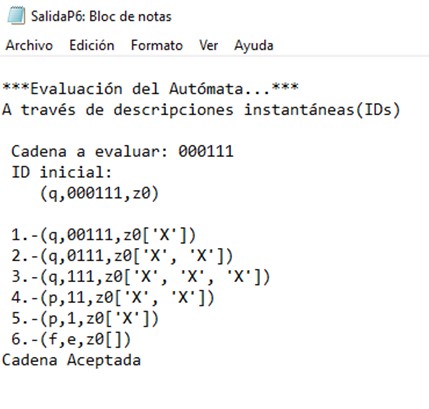 SalidaP6: Bloc de notas
Archivo Edición Formato Ver Ayuda
***Evaluación del Autómata...***
A través de descripciones instantáneas(IDs)
Cadena a evaluar: 000111
ID inicial:
(q,000111,z0)
1.-(q,00111,z0['X'])
2.-(q,0111,z0['X', 'X'])
3.-(q,111,z0['X', 'X', 'X'])
4.-(p,11,z0['X', 'X'])
5.-(p,1,z0['X'])
6.-(f,e,z0[])
Cadena Aceptada